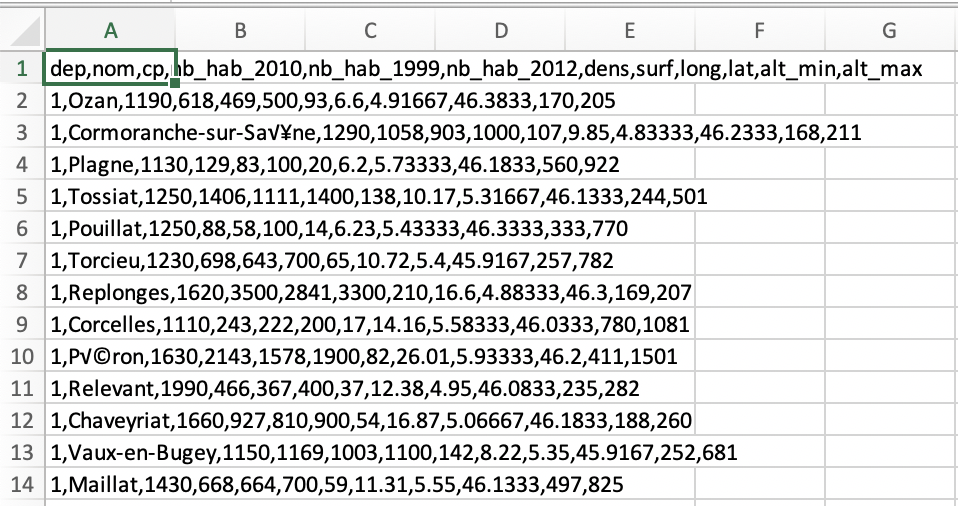 A B C D E F G
1 dep,nom,cp,nb_hab_2010,nb_hab_1999,nb_hab_2012,dens,surf,long,lat,alt_min,alt_max
2 1,Ozan,1190,618,469,500,93,6.6,4.91667,46.3833,170,205
3 1,Cormoranche-sur-Sa√¥ne,1290,1058,903,1000,107,9.85,4.83333,46.2333,168,211
4 1,Plagne,1130,129,83,100,20,6.2,5.73333,46.1833,560,922
5 1,Tossiat,1250,1406,1111,1400,138,10.17,5.31667,46.1333,244,501
6 1,Pouillat,1250,88,58,100,14,6.23,5.43333,46.3333,333,770
7 1,Torcieu,1230,698,643,700,65,10.72,5.4,45.9167,257,782
8 1,Replonges,1620,3500,2841,3300,210,16.6,4.88333,46.3,169,207
9 1,Corcelles,1110,243,222,200,17,14.16,5.58333,46.0333,780,1081
10 1,P√©ron,1630,2143,1578,1900,82,26.01,5.93333,46.2,411,1501
11 1,Relevant,1990,466,367,400,37,12.38,4.95,46.0833,235,282
12 1,Chaveyriat,1660,927,810,900,54,16.87,5.06667,46.1833,188,260
13 1,Vaux-en-Bugey,1150,1169,1003,1100,142,8.22,5.35,45.9167,252,681
14 1,Maillat,1430,668,664,700,59,11.31,5.55,46.1333,497,825